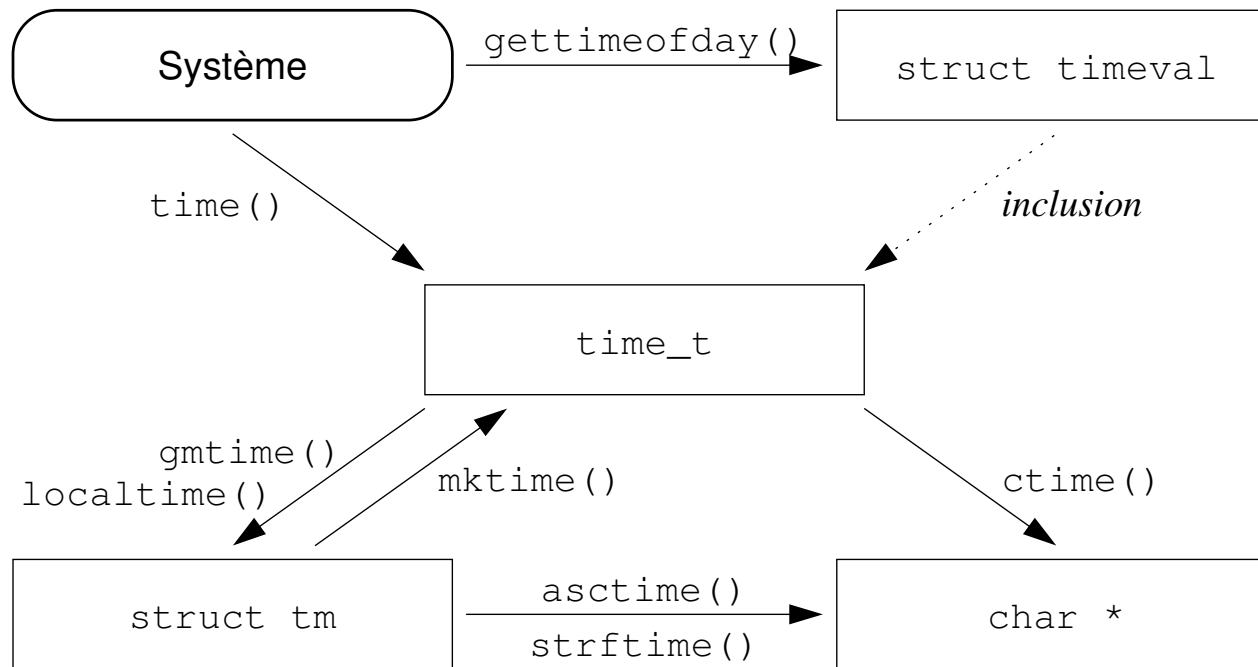 gettimeofday()
Système
struct timeval
time()
inclusion
time_t
gmtime()
localtime()
mktime()
ctime()
asctime()
struct tm
char *
strftime()